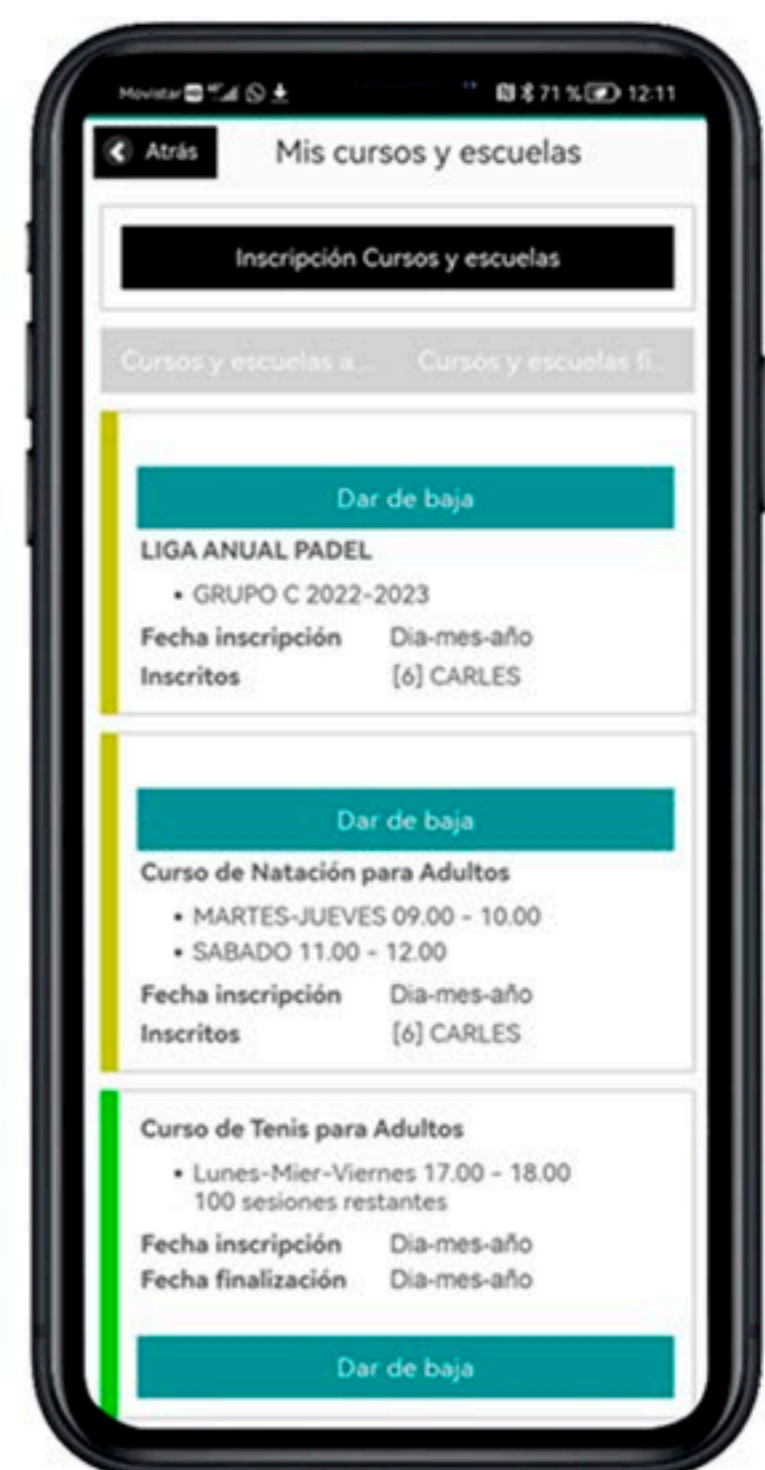 Movistar 71 % 12:11
Atrás Mis cursos y escuelas
Inscripción Cursos y escuelas
Cursos y escuelas a... Cursos y escuelas fi...
Dar de baja
LIGA ANUAL PADEL
• GRUPO C 2022-2023
Fecha inscripción Dia-mes-año
Inscritos [6] CARLES
Dar de baja
Curso de Natación para Adultos
• MARTES-JUEVES 09.00 - 10.00
• SABADO 11.00 - 12.00
Fecha inscripción Dia-mes-año
Inscritos [6] CARLES
Curso de Tenis para Adultos
• Lunes-Mier-Viernes 17.00 - 18.00
100 sesiones restantes
Fecha inscripción Dia-mes-año
Fecha finalización Dia-mes-año
Dar de baja